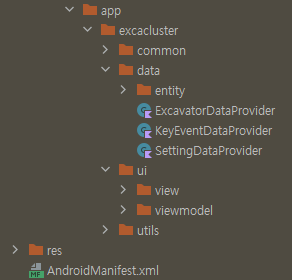 app
excacluster
common
data
entity
ExcavatorDataProvider
KeyEventDataProvider
SettingDataProvider
ui
view
viewmodel
utils
res
AndroidManifest.xml